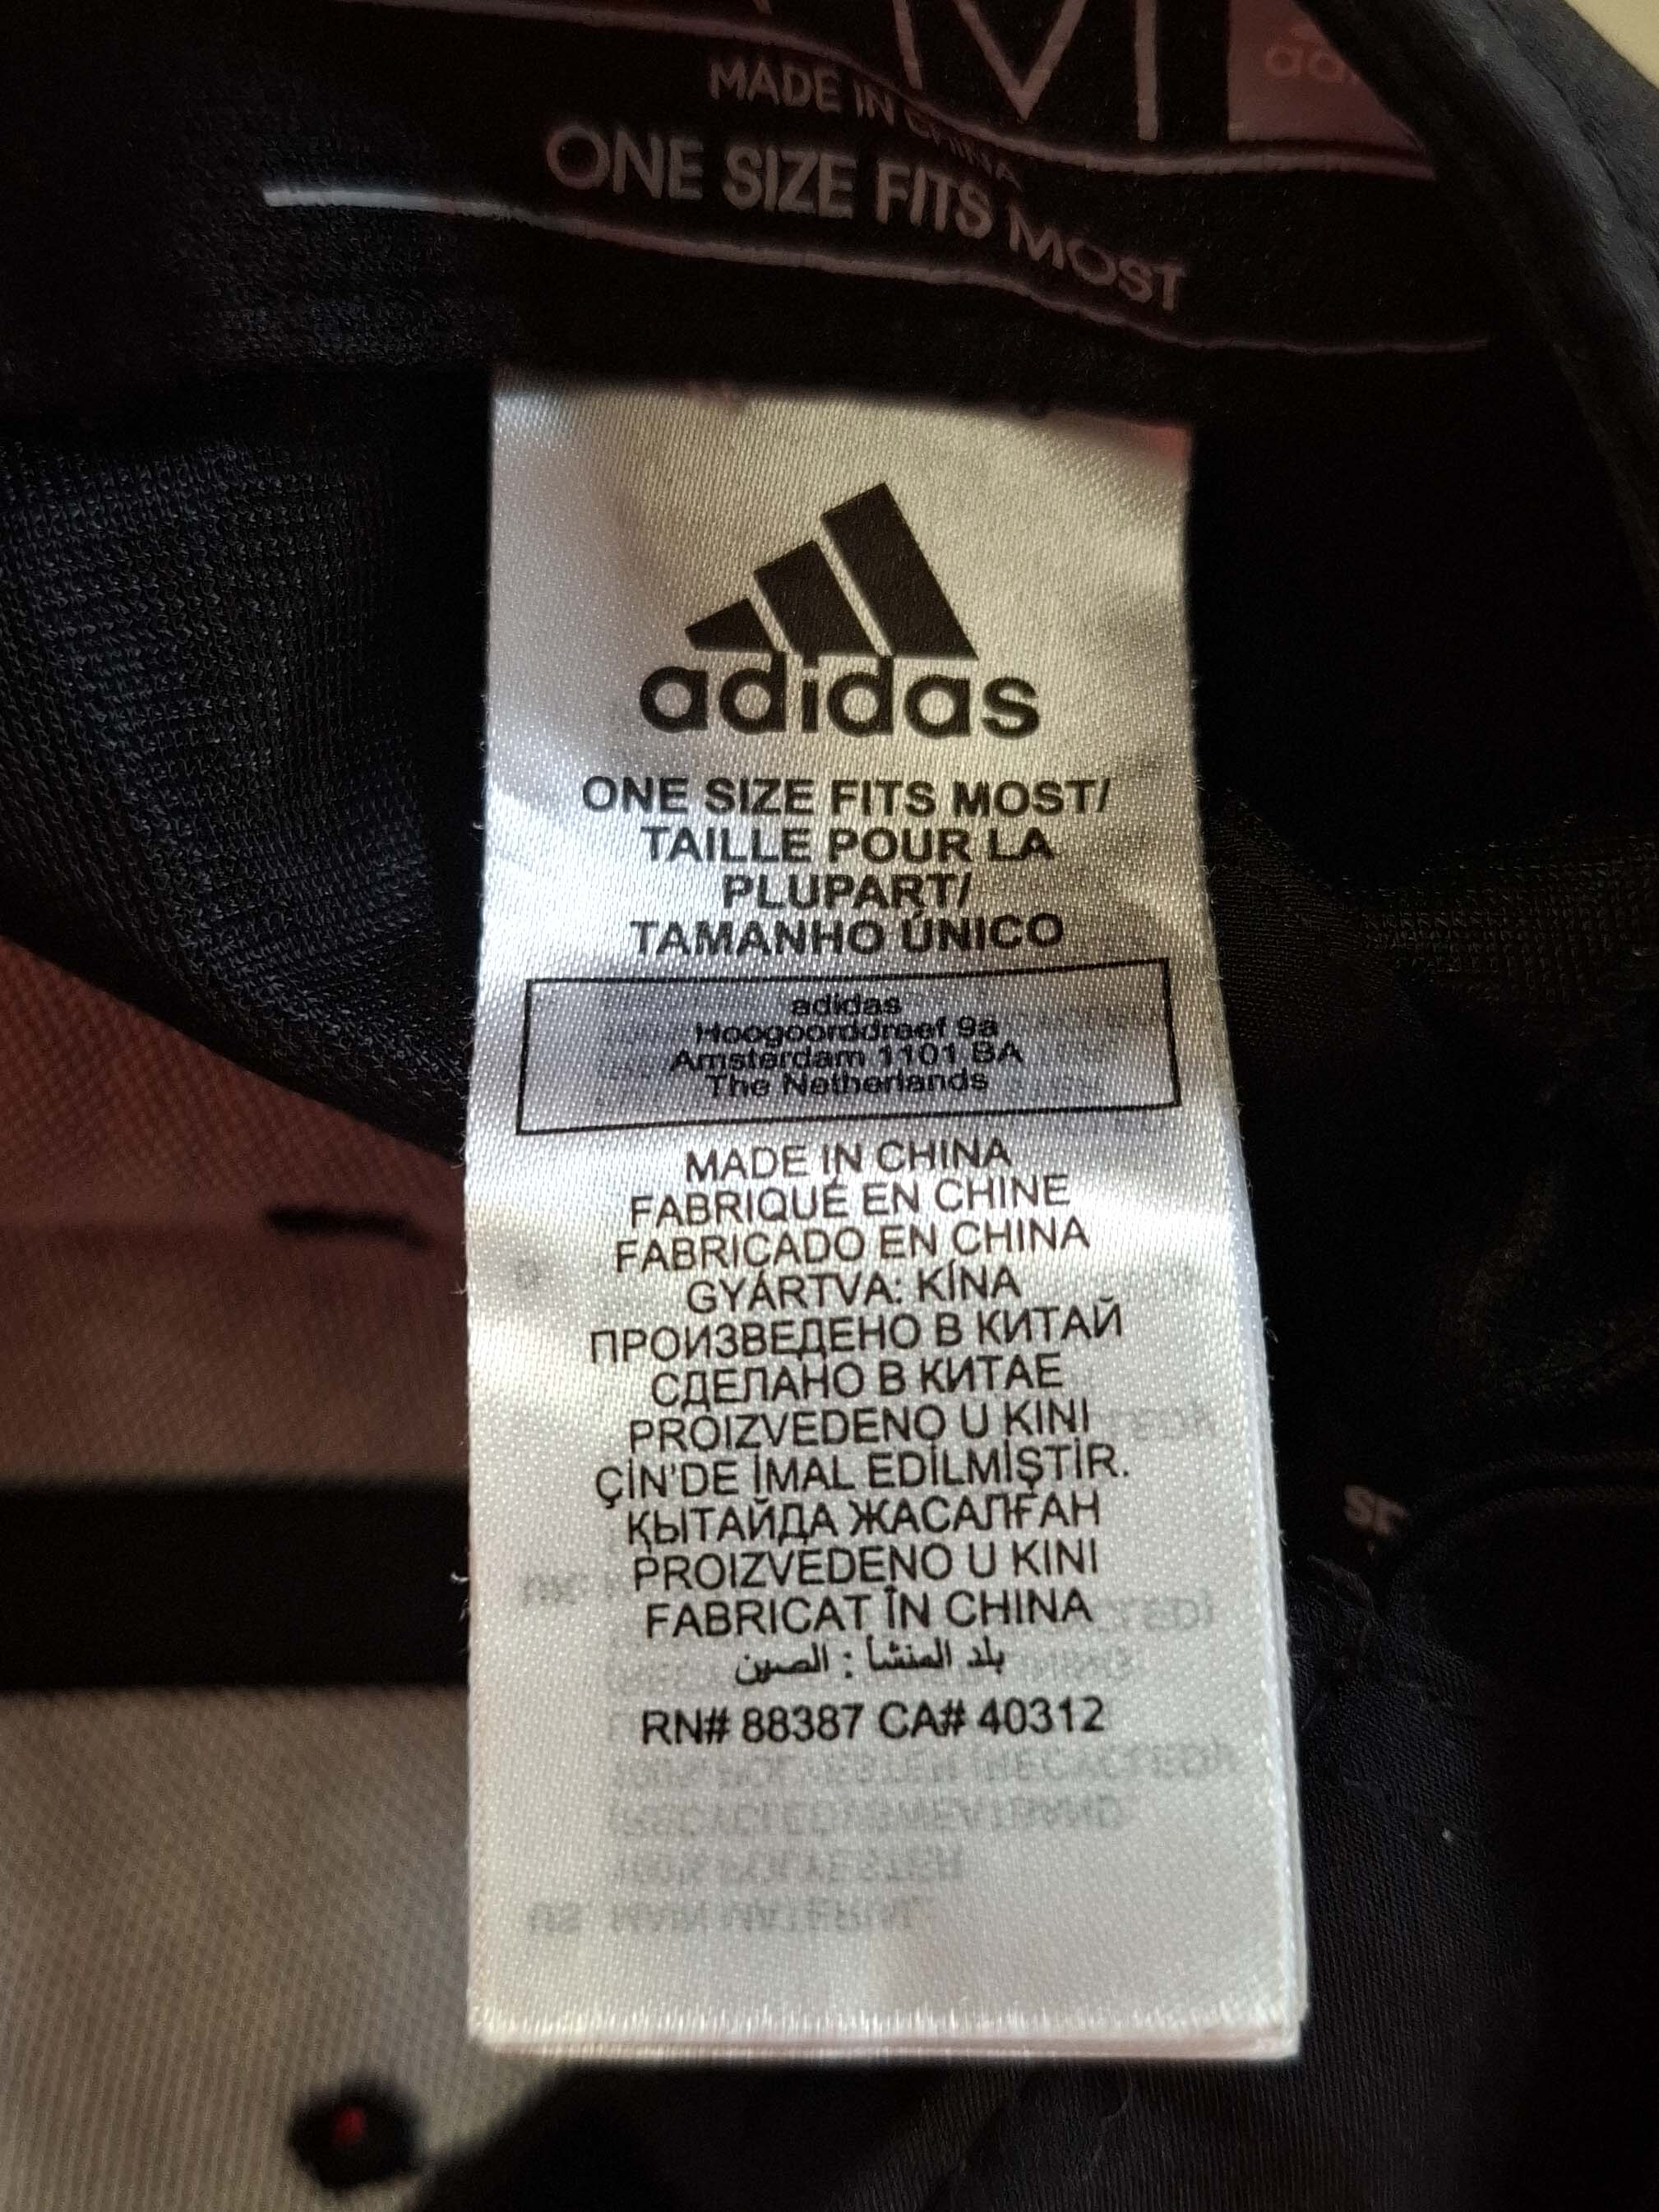 MADE IN CHINA
ONE SIZE FITS MOST
adidas
ONE SIZE FITS MOST/
TAILLE POUR LA
PLUPART/
TAMANHO ÚNICO
adidas
Hoogoorddreef 9a
Amsterdam 1101 BA
The Netherlands
MADE IN CHINA
FABRIQUÉ EN CHINE
FABRICADO EN CHINA
GYÁRTVA: KÍNA
ПРОИЗВЕДЕНО В КИТАЙ
СДЕЛАНО В КИТАЕ
PROIZVEDENO U KINI
ÇİN'DE İMAL EDİLMİŞTİR.
ҚЫТАЙДА ЖАСАЛҒАН
PROIZVEDENO U KINI
FABRICAT ÎN CHINA
بلد المنشأ : الصين
RN# 88387 CA# 40312